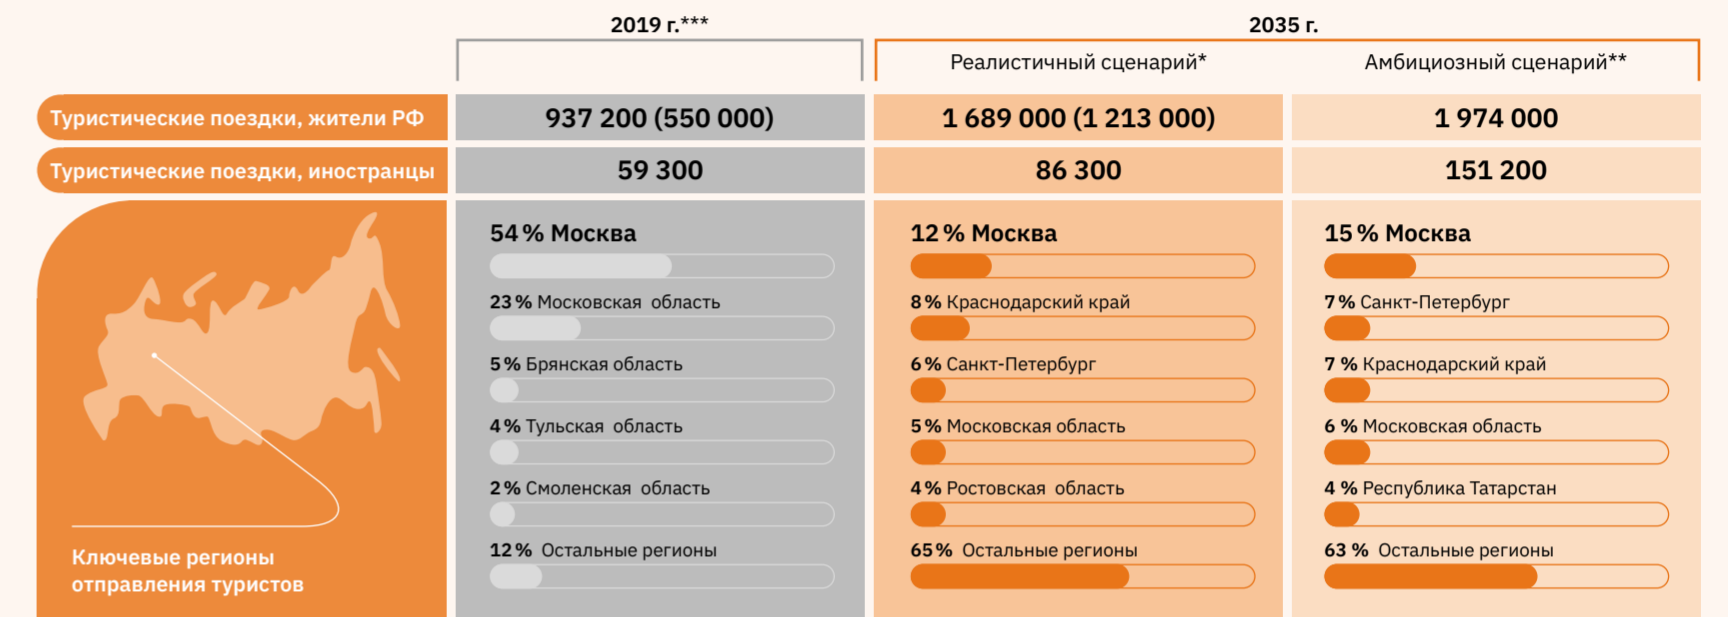 2019 г.***
2035 г.
Реалистичный сценарий*
Амбициозный сценарий**
Туристические поездки, жители РФ
937 200 (550 000)
1 689 000 (1 213 000)
1 974 000
Туристические поездки, иностранцы
59 300
86 300
151 200
Ключевые регионы
отправления туристов
54 % Москва
23 % Московская область
5 % Брянская область
4 % Тульская область
2 % Смоленская область
12 % Остальные регионы
12 % Москва
8 % Краснодарский край
6 % Санкт-Петербург
5 % Московская область
4 % Ростовская область
65 % Остальные регионы
15 % Москва
7 % Санкт-Петербург
7 % Краснодарский край
6 % Московская область
4 % Республика Татарстан
63 % Остальные регионы